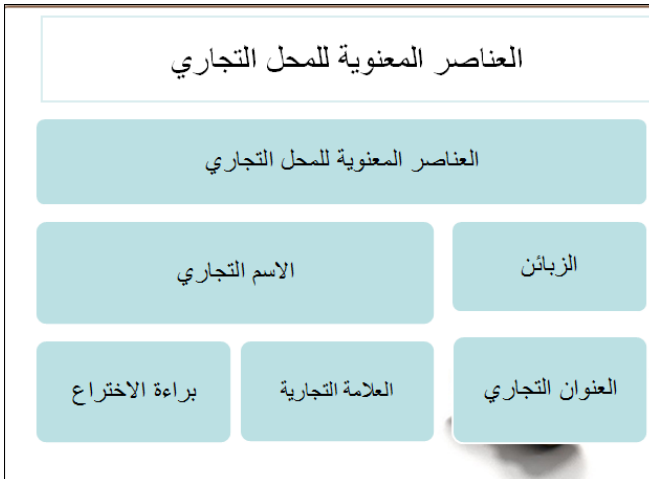 العناصر المعنوية للمحل التجاري
العناصر المعنوية للمحل التجاري
الزبائن
الاسم التجاري
العنوان التجاري
العلامة التجارية
براءة الاختراع